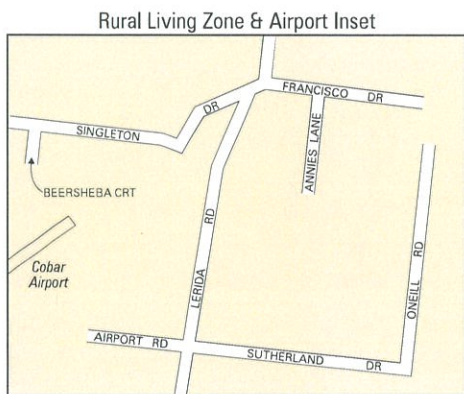 Rural Living Zone & Airport Inset
FRANCISCO DR
SINGLETON DR
ANNIES LANE
BEERSHEBA CRT
LERIDA RD
ONEILL RD
Cobar
Airport
AIRPORT RD
SUTHERLAND DR